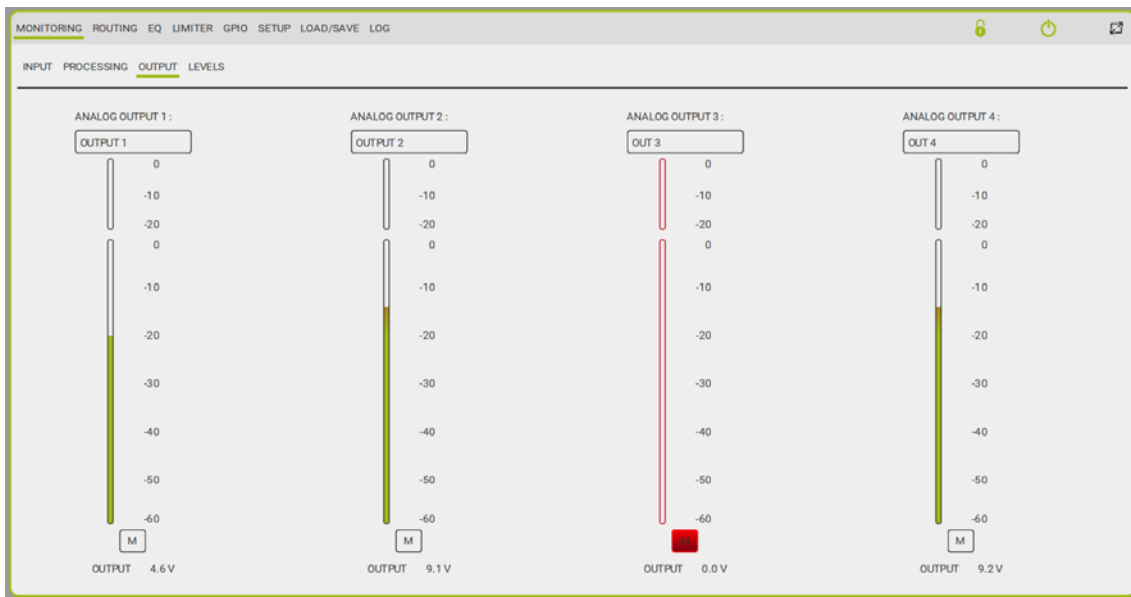 MONITORING ROUTING EQ LIMITER GPIO SETUP LOAD/SAVE LOG
INPUT PROCESSING OUTPUT LEVELS
ANALOG OUTPUT 1 : ANALOG OUTPUT 2 : ANALOG OUTPUT 3 : ANALOG OUTPUT 4 :
OUTPUT 1 OUTPUT 2 OUT 3 OUT 4
0 0 0 0
-10 -10 -10 -10
-20 -20 -20 -20
0 0 0 0
-10 -10 -10 -10
-20 -20 -20 -20
-30 -30 -30 -30
-40 -40 -40 -40
-50 -50 -50 -50
-60 -60 -60 -60
M M M M
OUTPUT 4.6 V OUTPUT 9.1 V OUTPUT 0.0 V OUTPUT 9.2 V